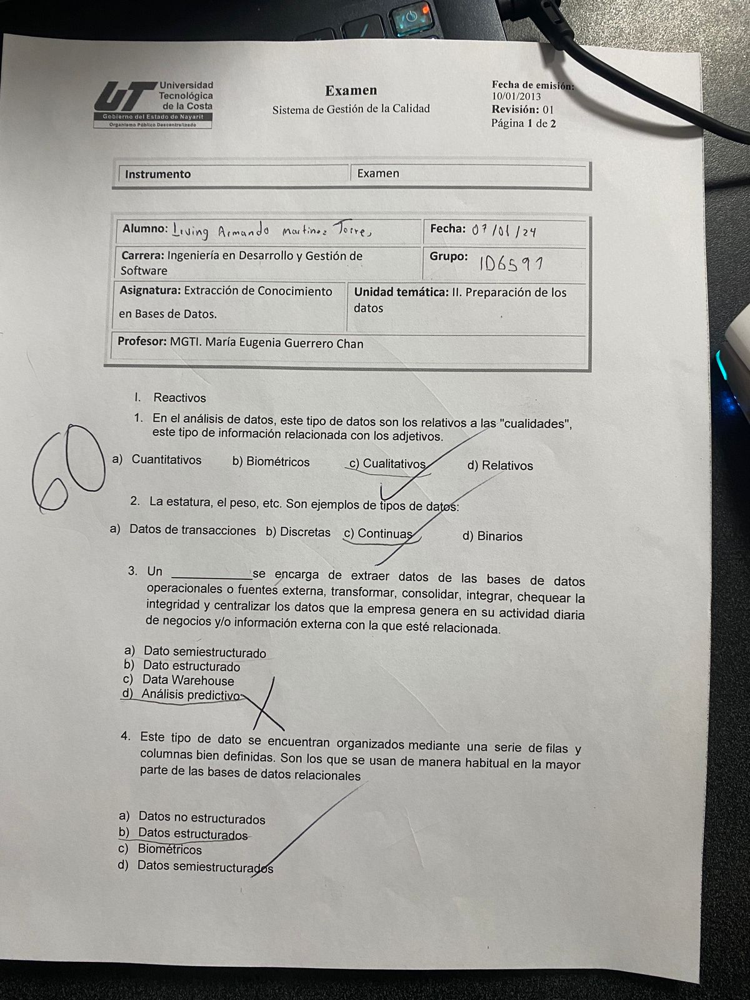 Universidad
Tecnológica
de la Costa
Gobierno del Estado de Nayarit
Organismo Público Descentralizado
Examen
Sistema de Gestión de la Calidad
Fecha de emisión:
10/01/2013
Revisión: 01
Página 1 de 2
Instrumento
Examen
Alumno: Irving Armando Martinez Torres
Fecha: 07/01/24
Carrera: Ingeniería en Desarrollo y Gestión de
Software
Grupo:
Asignatura: Extracción de Conocimiento
en Bases de Datos.
Unidad temática: II. Preparación de los
datos
Profesor: MGTI. María Eugenia Guerrero Chan
60
I. Reactivos
1. En el análisis de datos, este tipo de datos son los relativos a las "cualidades",
este tipo de información relacionada con los adjetivos.
a) Cuantitativos b) Biométricos c) Cualitativos d) Relativos
2. La estatura, el peso, etc. Son ejemplos de tipos de datos:
a) Datos de transacciones b) Discretas c) Continuas d) Binarios
3. Un ____________se encarga de extraer datos de las bases de datos
operacionales o fuentes externa, transformar, consolidar, integrar, chequear la
integridad y centralizar los datos que la empresa genera en su actividad diaria
de negocios y/o información externa con la que esté relacionada.
a) Dato semiestructurado
b) Dato estructurado
c) Data Warehouse
d) Análisis predictivo
4. Este tipo de dato se encuentran organizados mediante una serie de filas y
columnas bien definidas. Son los que se usan de manera habitual en la mayor
parte de las bases de datos relacionales
a) Datos no estructurados
b) Datos estructurados
c) Biométricos
d) Datos semiestructurados